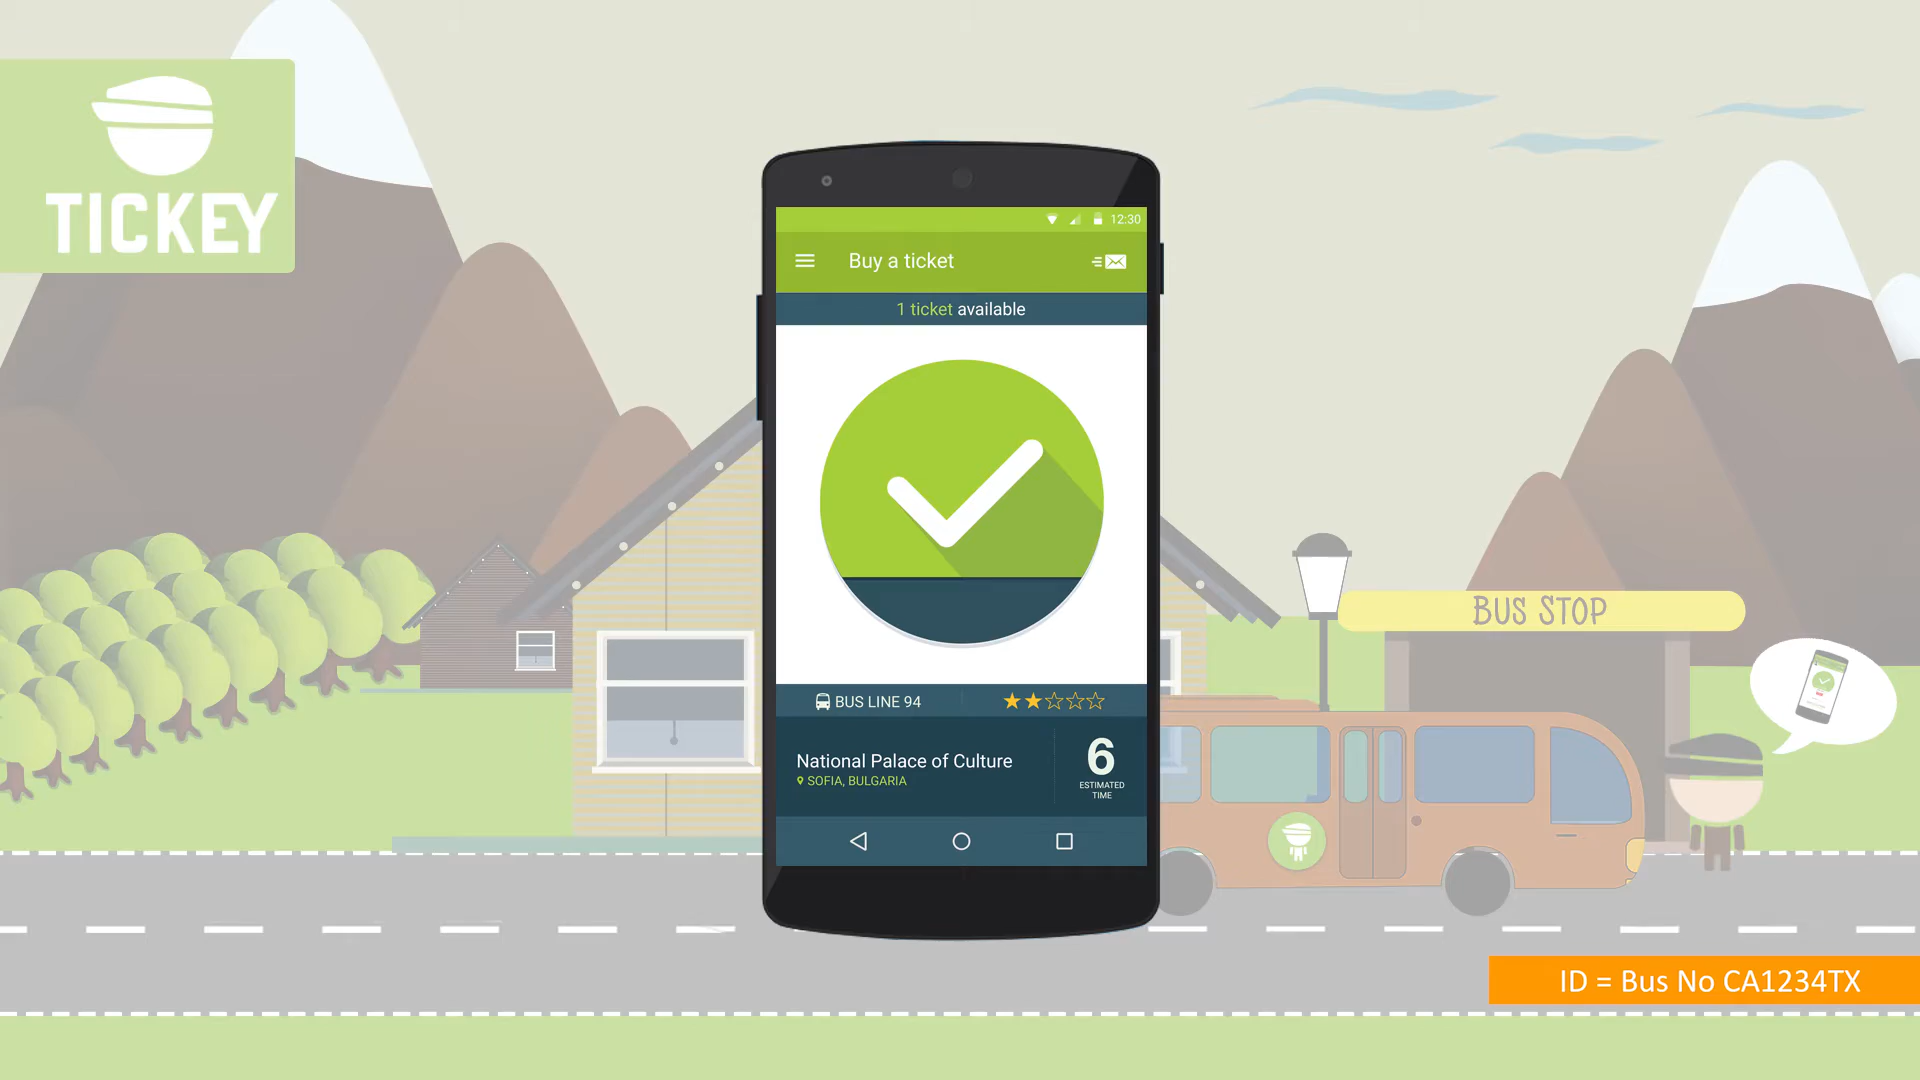 TICKEY
12:30
Buy a ticket
1 ticket available
BUS LINE 94
National Palace of Culture
SOFIA, BULGARIA
6
ESTIMATED
TIME
BUS STOP
ID = Bus No CA1234TX